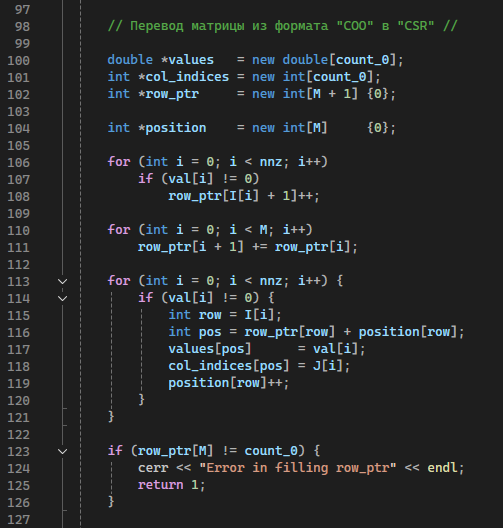 97
98 // Перевод матрицы из формата "COO" в "CSR" //
99
100 double *values   = new double[count_0];
101 int *col_indices = new int[count_0];
102 int *row_ptr     = new int[M + 1] {0};
103
104 int *position    = new int[M]     {0};
105
106 for (int i = 0; i < nnz; i++)
107     if (val[i] != 0)
108         row_ptr[I[i] + 1]++;
109
110 for (int i = 0; i < M; i++)
111     row_ptr[i + 1] += row_ptr[i];
112
113 for (int i = 0; i < nnz; i++) {
114     if (val[i] != 0) {
115         int row = I[i];
116         int pos = row_ptr[row] + position[row];
117         values[pos]      = val[i];
118         col_indices[pos] = J[i];
119         position[row]++;
120     }
121 }
122
123 if (row_ptr[M] != count_0) {
124     cerr << "Error in filling row_ptr" << endl;
125     return 1;
126 }
127